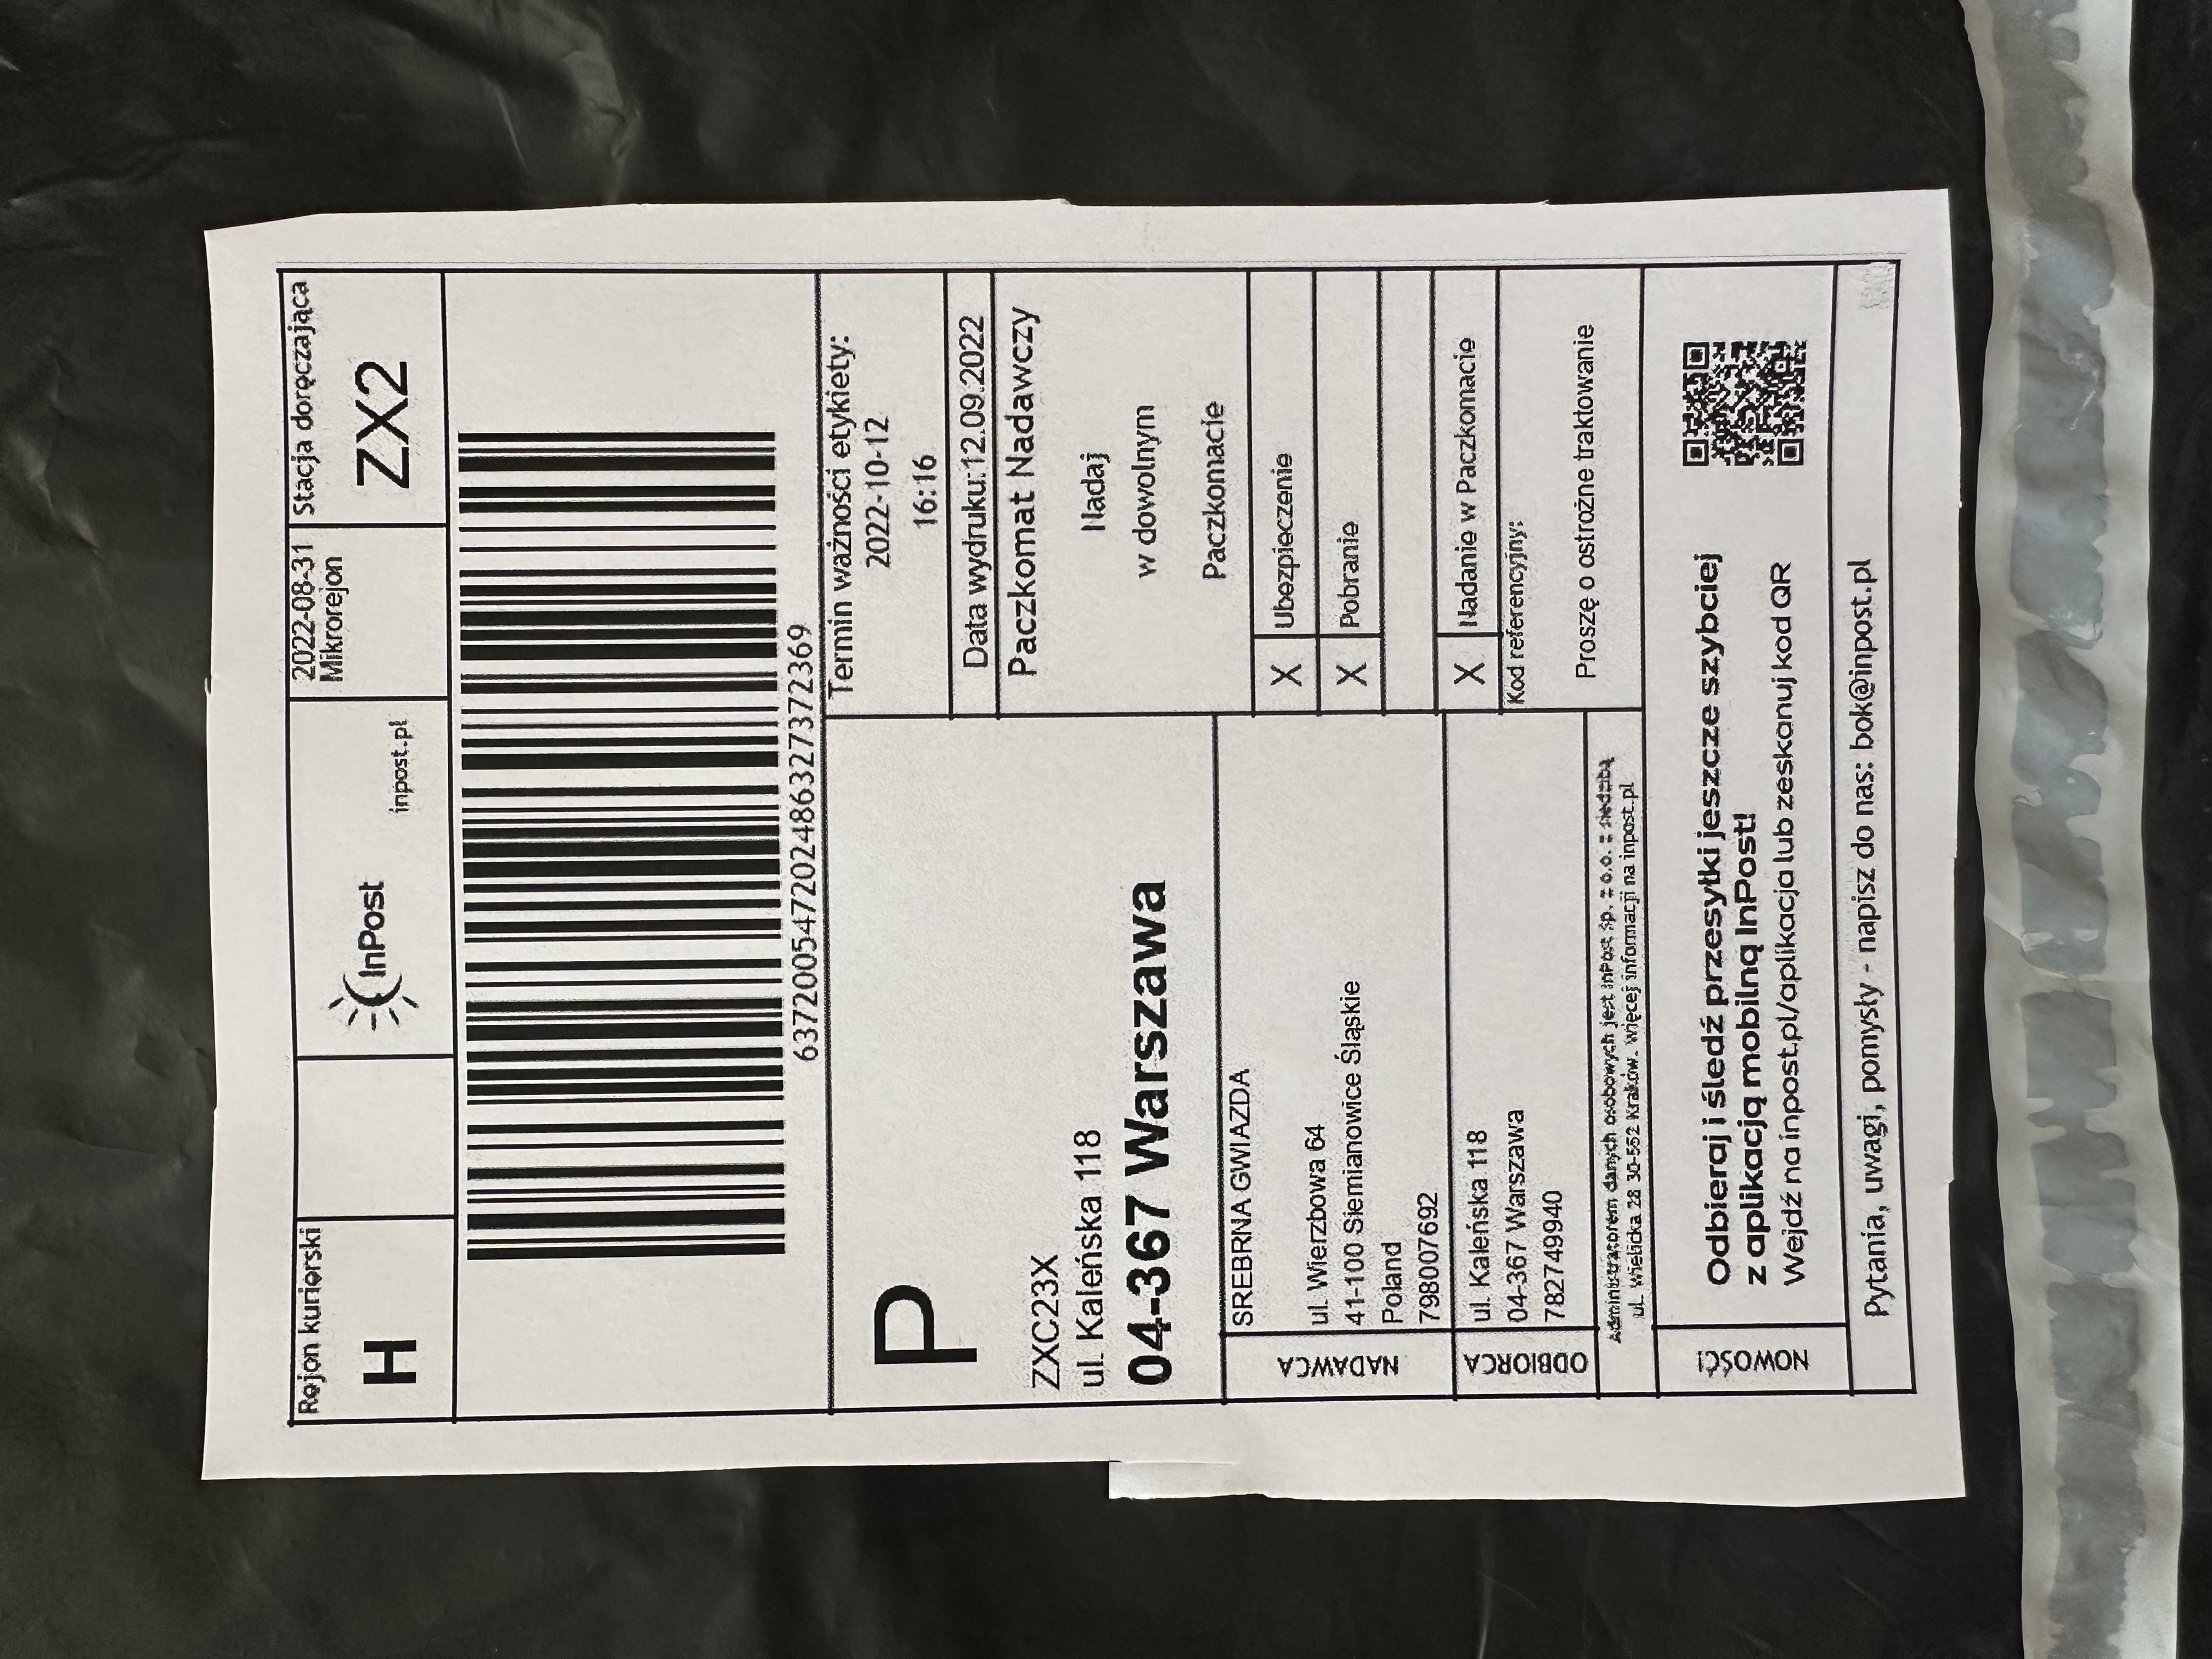 Rejon kurierski
H
InPost
inpost.pl
2022-08-31
Mikrorejon
Stacja doręczająca
ZX2
637200547202486327372369
P
ZXC23X
ul. Kaleńska 118
04-367 Warszawa
Termin ważności etykiety:
2022-10-12
16:16
Data wydruku:12.09.2022
Paczkomat Nadawczy
Nadaj
w dowolnym
Paczkomacie
NADAWCA
SREBRNA GWIAZDA
ul. Wierzbowa 64
41-100 Siemianowice Śląskie
Poland
798007692
X Ubezpieczenie
X Pobranie
X Nadanie w Paczkomacie
ODBIORCA
ul. Kaleńska 118
04-367 Warszawa
782749940
Kod referencyjny:
Proszę o ostrożne traktowanie
Administratorem danych osobowych jest InPost Sp. z o.o. z siedzibą
ul. Wielicka 28 30-552 Kraków. Więcej informacji na inpost.pl
NOWOŚĆ!
Odbieraj i śledź przesyłki jeszcze szybciej
z aplikacją mobilną InPost!
Wejdź na inpost.pl/aplikacja lub zeskanuj kod QR
Pytania, uwagi, pomysły - napisz do nas: bok@inpost.pl